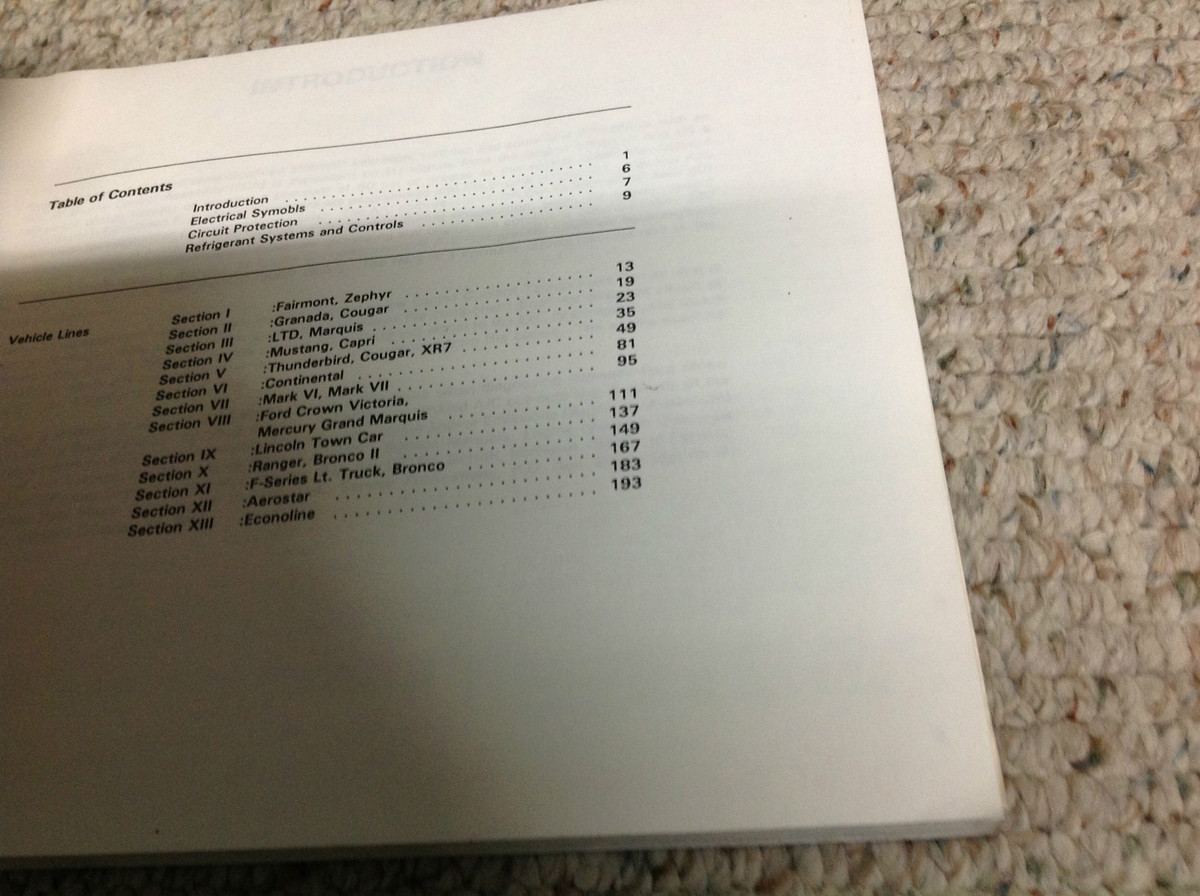 INTRODUCTION
Table of Contents
Introduction . . . . . . . . . . . . . . . . . . . . . . . . . . . . . . 1
Electrical Symobls . . . . . . . . . . . . . . . . . . . . . . . . . . . 6
Circuit Protection . . . . . . . . . . . . . . . . . . . . . . . . . . . 7
Refrigerant Systems and Controls . . . . . . . . . . . . . . . . . 9
Vehicle Lines
Section I :Fairmont, Zephyr . . . . . . . . . . . . . . . . . . 13
Section II :Granada, Cougar . . . . . . . . . . . . . . . . . . 19
Section III :LTD, Marquis . . . . . . . . . . . . . . . . . . . . 23
Section IV :Mustang, Capri . . . . . . . . . . . . . . . . . . . 35
Section V :Thunderbird, Cougar, XR7 . . . . . . . . . . . . 49
Section VI :Continental . . . . . . . . . . . . . . . . . . . . . 81
Section VII :Mark VI, Mark VII . . . . . . . . . . . . . . . . . 95
Section VIII :Ford Crown Victoria,
Mercury Grand Marquis . . . . . . . . . . . . . 111
Section IX :Lincoln Town Car . . . . . . . . . . . . . . . . . 137
Section X :Ranger, Bronco II . . . . . . . . . . . . . . . . . 149
Section XI :F-Series Lt. Truck, Bronco . . . . . . . . . . . 167
Section XII :Aerostar . . . . . . . . . . . . . . . . . . . . . . 183
Section XIII :Econoline . . . . . . . . . . . . . . . . . . . . . 193